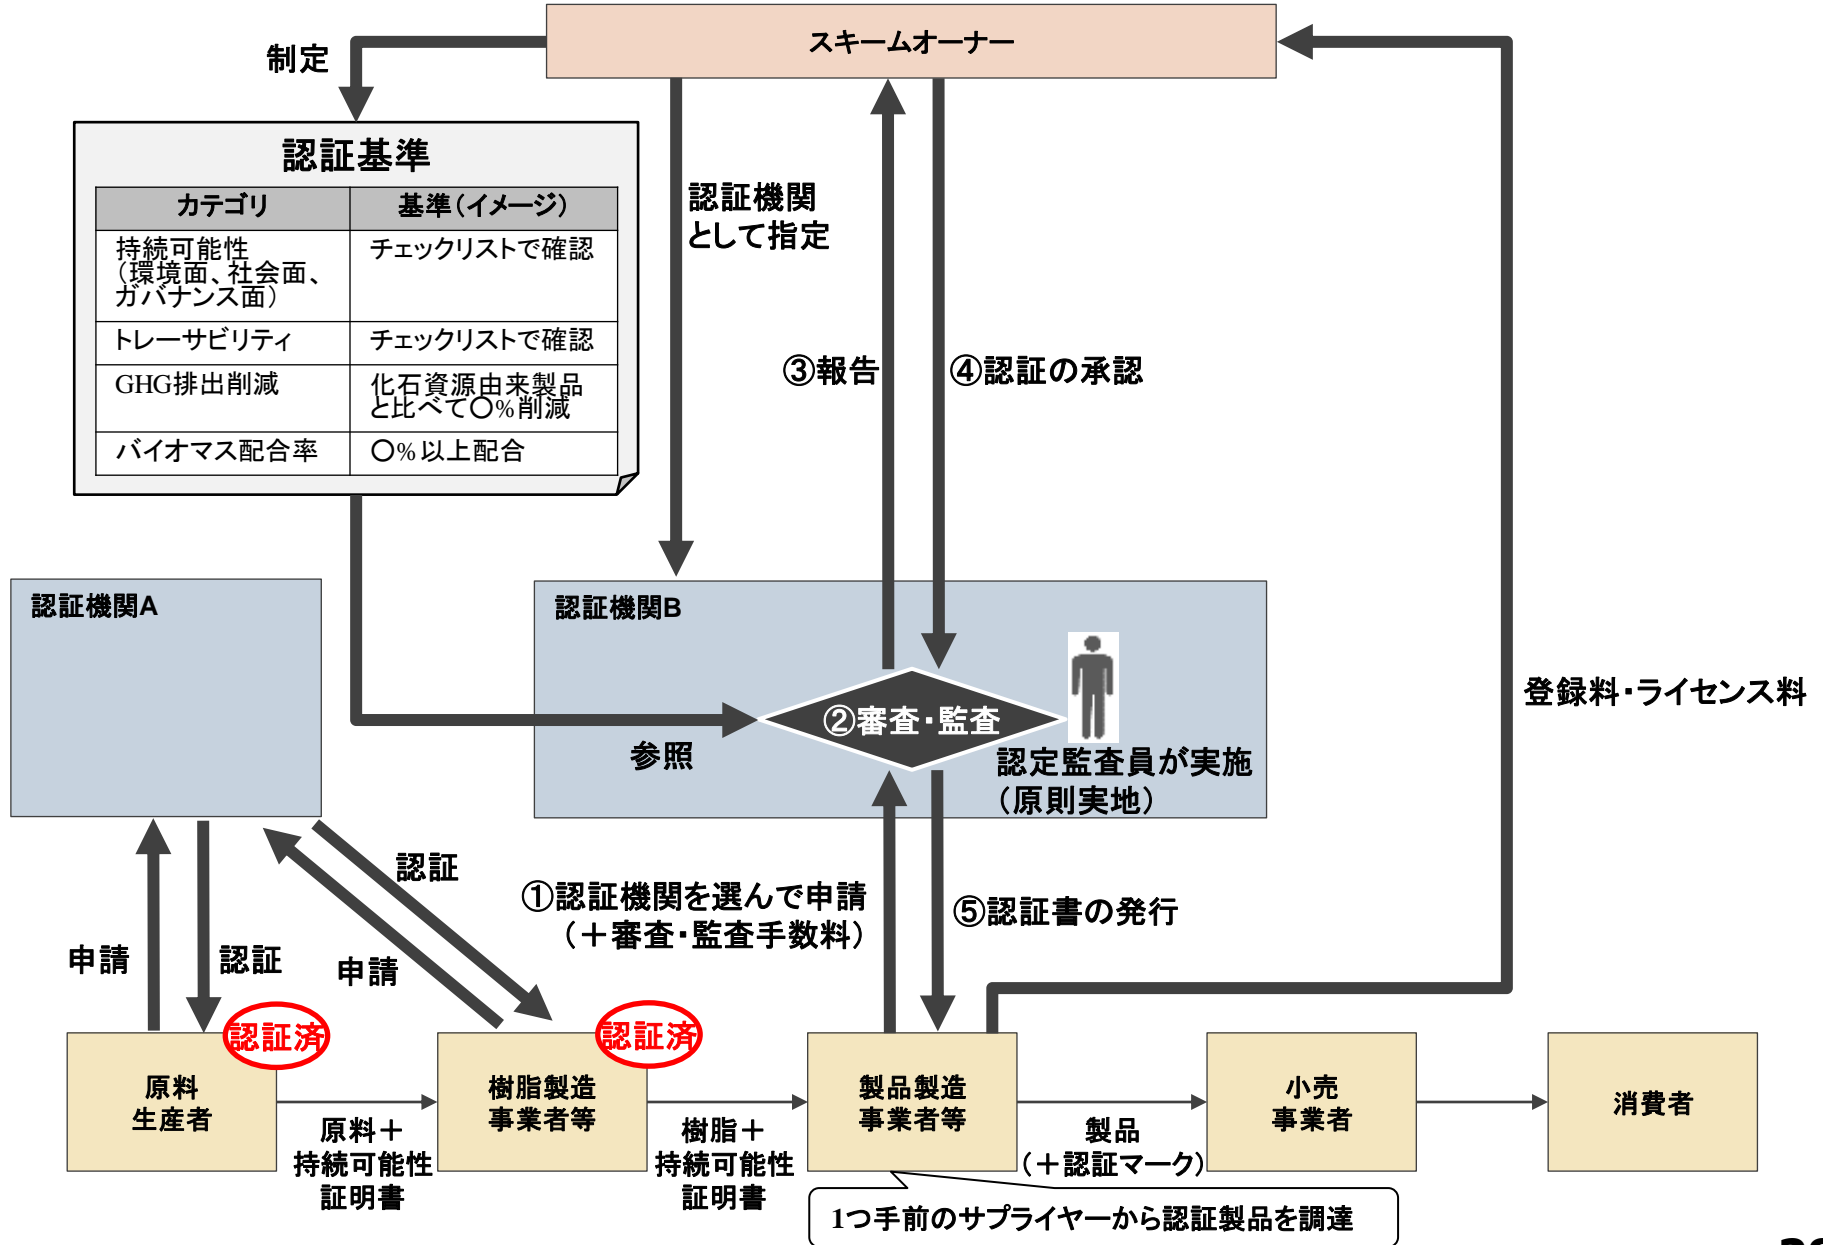 スキームオーナー
制定
認証基準
カテゴリ
基準（イメージ）
持続可能性
（環境面、社会面、
ガバナンス面）
チェックリストで確認
トレーサビリティ
チェックリストで確認
GHG排出削減
化石資源由来製品
と比べて〇%削減
バイオマス配合率
〇%以上配合
認証機関
として指定
③報告
④認証の承認
登録料・ライセンス料
認証機関A
認証機関B
②審査・監査
参照
認定監査員が実施
（原則実地）
申請
認証
申請
認証
①認証機関を選んで申請
（＋審査・監査手数料）
⑤認証書の発行
認証済
認証済
原料
生産者
原料＋
持続可能性
証明書
樹脂製造
事業者等
樹脂＋
持続可能性
証明書
製品製造
事業者等
製品
（＋認証マーク）
小売
事業者
消費者
1つ手前のサプライヤーから認証製品を調達